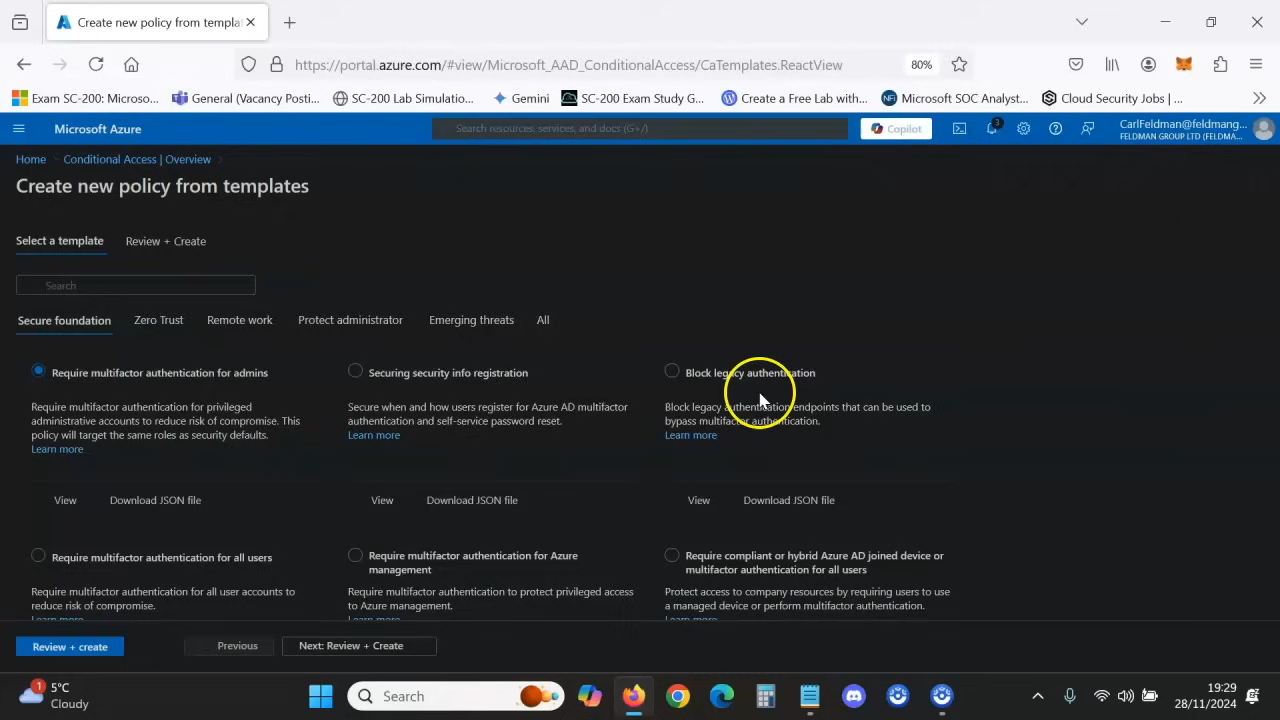 Create new policy from templa
https://portal.azure.com/#view/Microsoft_AAD_ConditionalAccess/CaTemplates.ReactView
80%
Exam SC-200: Microso...
General (Vacancy Poti...
SC-200 Lab Simulatio...
Gemini
SC-200 Exam Study G...
Create a Free Lab with...
Microsoft SOC Analyst...
Cloud Security Jobs | ...
Microsoft Azure
Search resources, services, and docs (G+/)
Copilot
3
CarlFeldman@feldmang...
FELDMAN GROUP LTD (FELDMA...
Home
Conditional Access | Overview
Create new policy from templates
Select a template
Review + Create
Search
Secure foundation
Zero Trust
Remote work
Protect administrator
Emerging threats
All
Require multifactor authentication for admins
Require multifactor authentication for privileged
administrative accounts to reduce risk of compromise. This
policy will target the same roles as security defaults.
Learn more
View
Download JSON file
Securing security info registration
Secure when and how users register for Azure AD multifactor
authentication and self-service password reset.
Learn more
View
Download JSON file
Block legacy authentication
Block legacy authentication endpoints that can be used to
bypass multifactor authentication.
Learn more
View
Download JSON file
Require multifactor authentication for all users
Require multifactor authentication for all user accounts to
reduce risk of compromise.
Learn more
Require multifactor authentication for Azure
management
Require multifactor authentication to protect privileged access
to Azure management.
Learn more
Require compliant or hybrid Azure AD joined device or
multifactor authentication for all users
Protect access to company resources by requiring users to use
a managed device or perform multifactor authentication.
Learn more
Review + create
Previous
Next: Review + Create
1
5°C
Cloudy
Search
19:29
28/11/2024